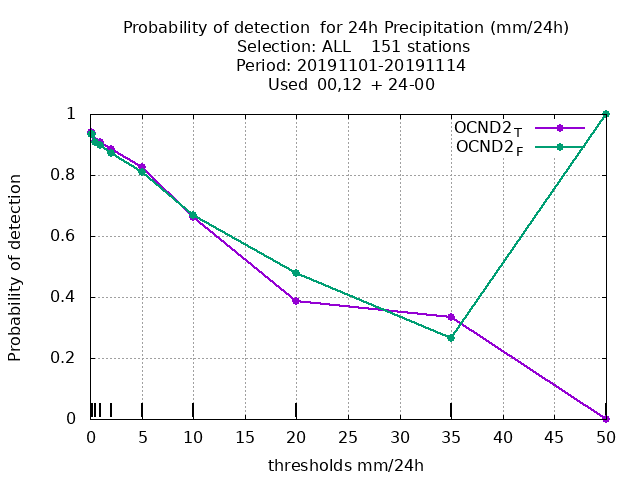 Probability of detection  for 24h Precipitation (mm/24h)
Selection: ALL    151 stations
Period: 20191101-20191114
Used  00,12  + 24-00
OCND2_T
OCND2_F
Probability of detection
1
0.8
0.6
0.4
0.2
0
0 5 10 15 20 25 30 35 40 45 50
thresholds mm/24h